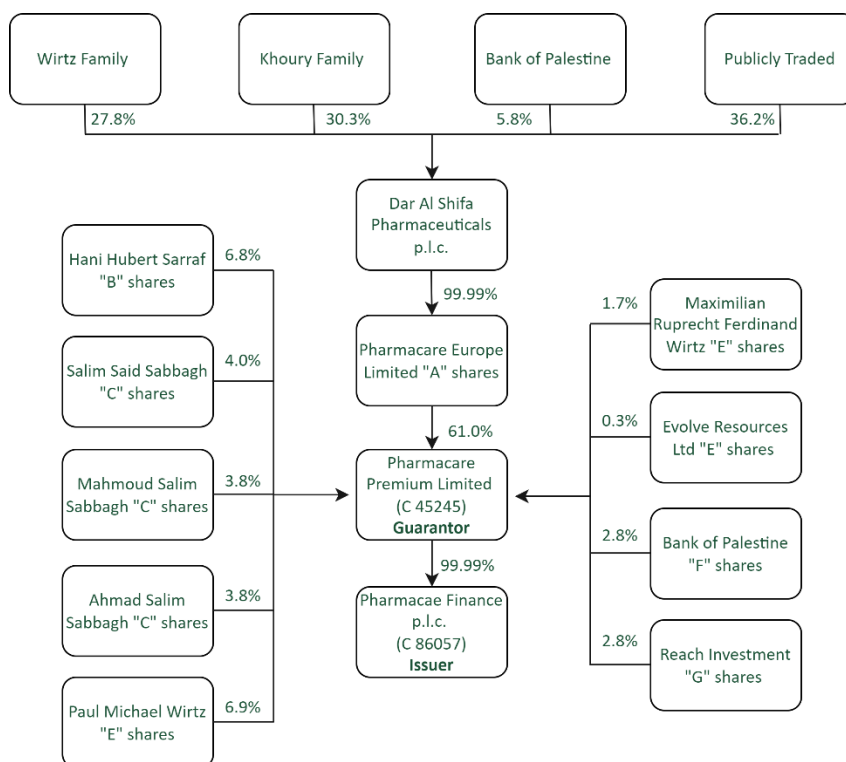 Wirtz Family
Khoury Family
Bank of Palestine
Publicly Traded
27.8%
30.3%
5.8%
36.2%
Dar Al Shifa
Pharmaceuticals
p.l.c.
99.99%
Pharmacare Europe
Limited "A" shares
61.0%
Pharmacare
Premium Limited
(C 45245)
Guarantor
99.99%
Pharmacae Finance
p.l.c.
(C 86057)
Issuer
Hani Hubert Sarraf
"B" shares
6.8%
Salim Said Sabbagh
"C" shares
4.0%
Mahmoud Salim
Sabbagh "C" shares
3.8%
Ahmad Salim
Sabbagh "C" shares
3.8%
Paul Michael Wirtz
"E" shares
6.9%
1.7%
Maximilian
Ruprecht Ferdinand
Wirtz "E" shares
0.3%
Evolve Resources
Ltd "E" shares
2.8%
Bank of Palestine
"F" shares
2.8%
Reach Investment
"G" shares